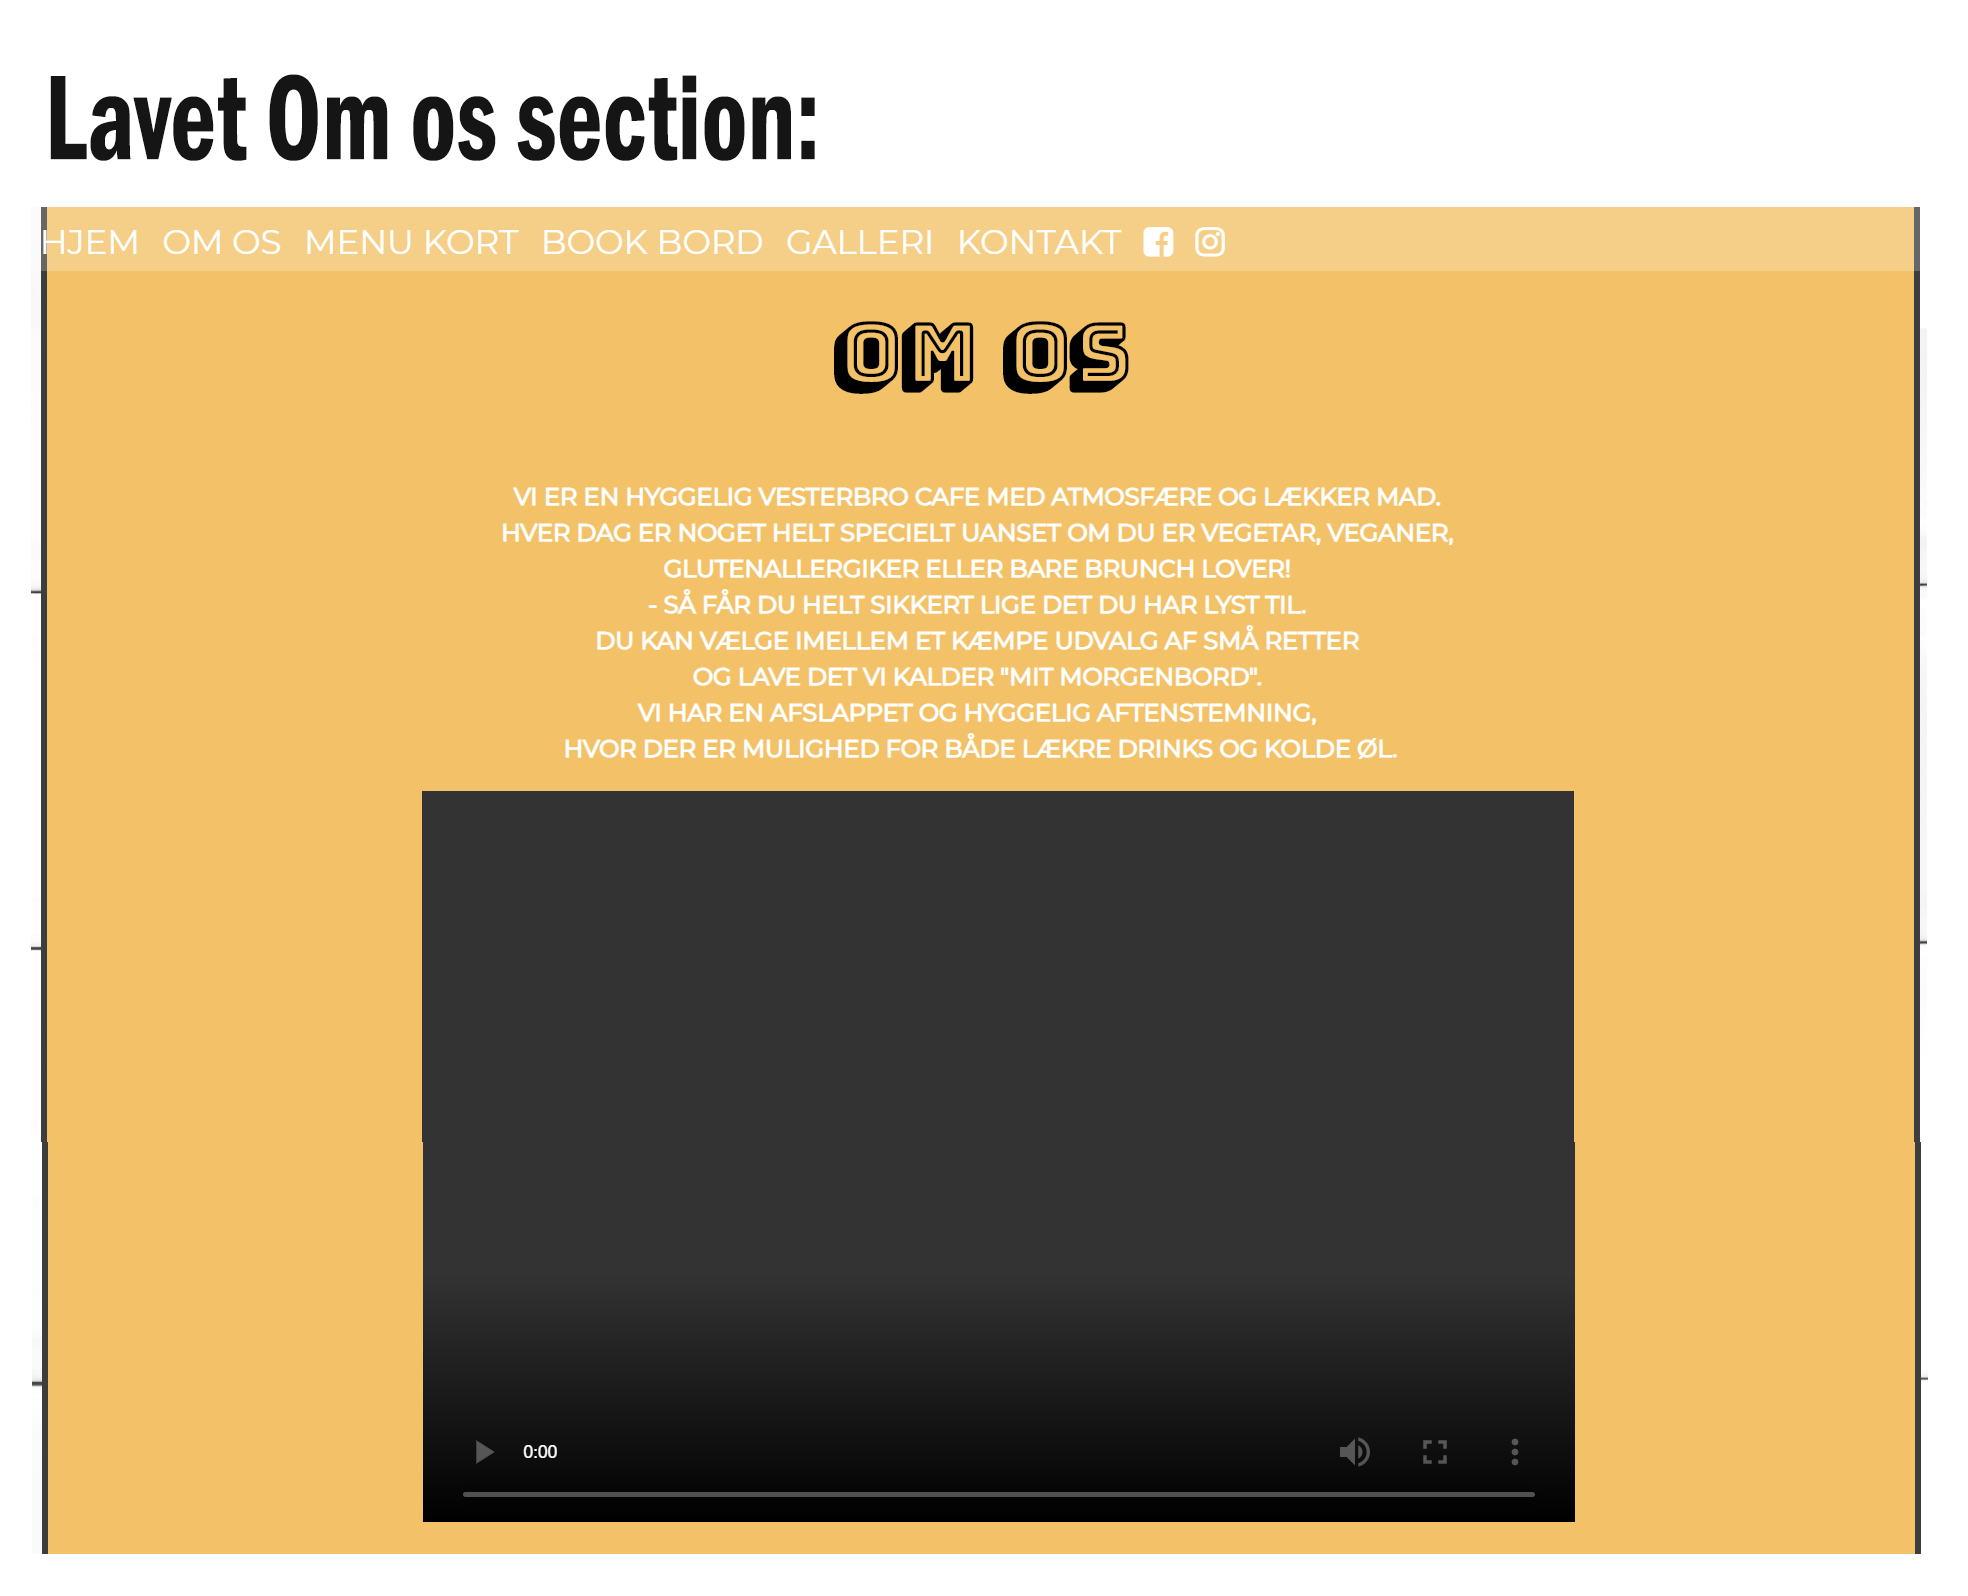 Lavet Om os section:
HJEM OM OS MENU KORT BOOK BORD GALLERI KONTAKT
OM OS
VI ER EN HYGGELIG VESTERBRO CAFE MED ATMOSFÆRE OG LÆKKER MAD.
HVER DAG ER NOGET HELT SPECIELT UANSET OM DU ER VEGETAR, VEGANER,
GLUTENALLERGIKER ELLER BARE BRUNCH LOVER!
- SÅ FÅR DU HELT SIKKERT LIGE DET DU HAR LYST TIL.
DU KAN VÆLGE IMELLEM ET KÆMPE UDVALG AF SMÅ RETTER
OG LAVE DET VI KALDER "MIT MORGENBORD".
VI HAR EN AFSLAPPET OG HYGGELIG AFTENSTEMNING,
HVOR DER ER MULIGHED FOR BÅDE LÆKRE DRINKS OG KOLDE ØL.
0:00